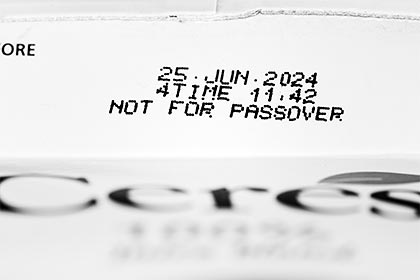 ORE
25.JUN.2024
4TIME 11.42
NOT FOR PASSOVER
Ceres